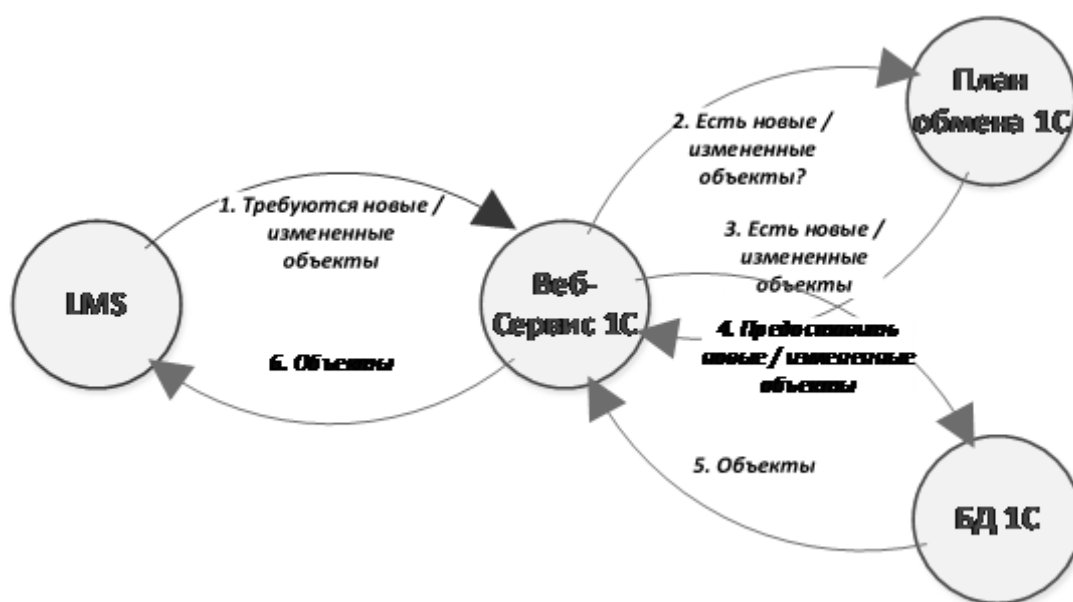 План
обмена 1С
2. Есть новые /
измененные
объекты?
1. Требуются новые /
измененные
объекты
3. Есть новые /
измененные
объекты
LMS
Веб-
Сервис 1С
4. Предоставить
новые / измененные
объекты
6. Объекты
5. Объекты
БД 1С